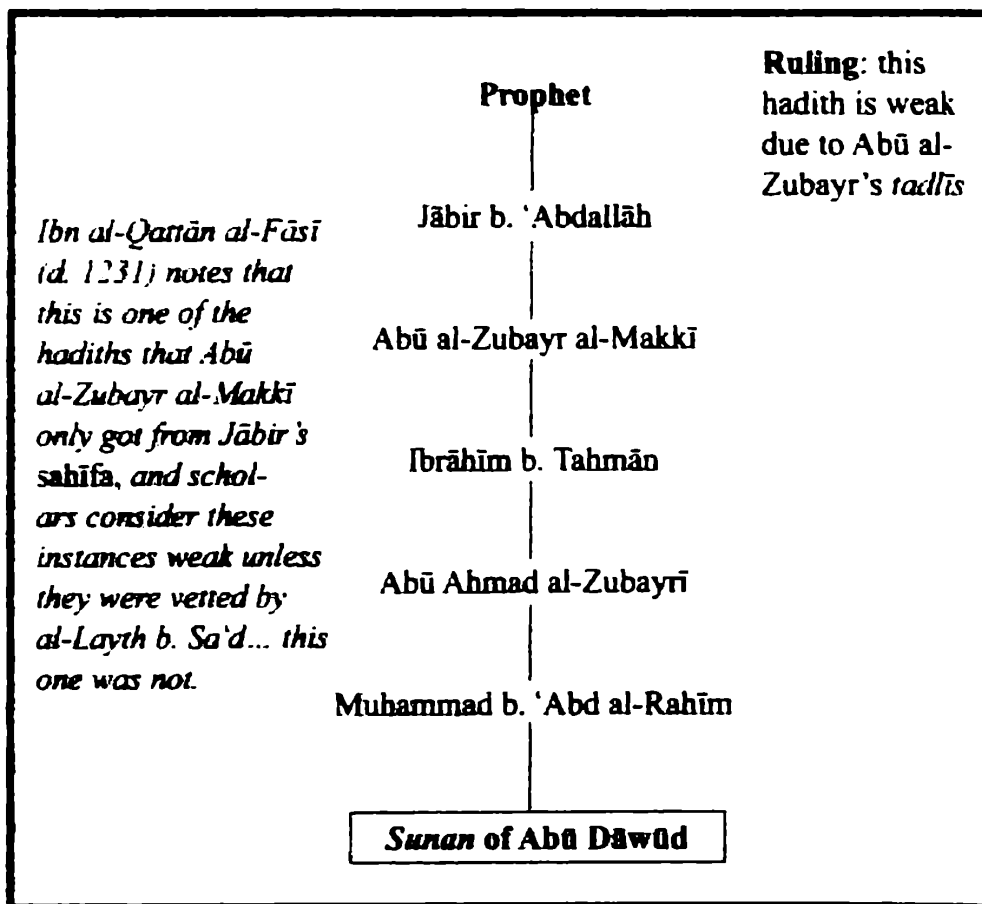 Prophet
Ruling: this
hadith is weak
due to Abū al-
Zubayr's tadlīs
Jābir b. ‘Abdallāh
Ibn al-Qattān al-Fāsī
(d. 1231) notes that
this is one of the
hadiths that Abū
al-Zubayr al-Makkī
only got from Jābir's
sahīfa, and schol-
ars consider these
instances weak unless
they were vetted by
al-Layth b. Sa‘d... this
one was not.
Abū al-Zubayr al-Makkī
Ibrāhīm b. Tahmān
Abū Ahmad al-Zubayrī
Muhammad b. ‘Abd al-Rahīm
Sunan of Abū Dāwūd